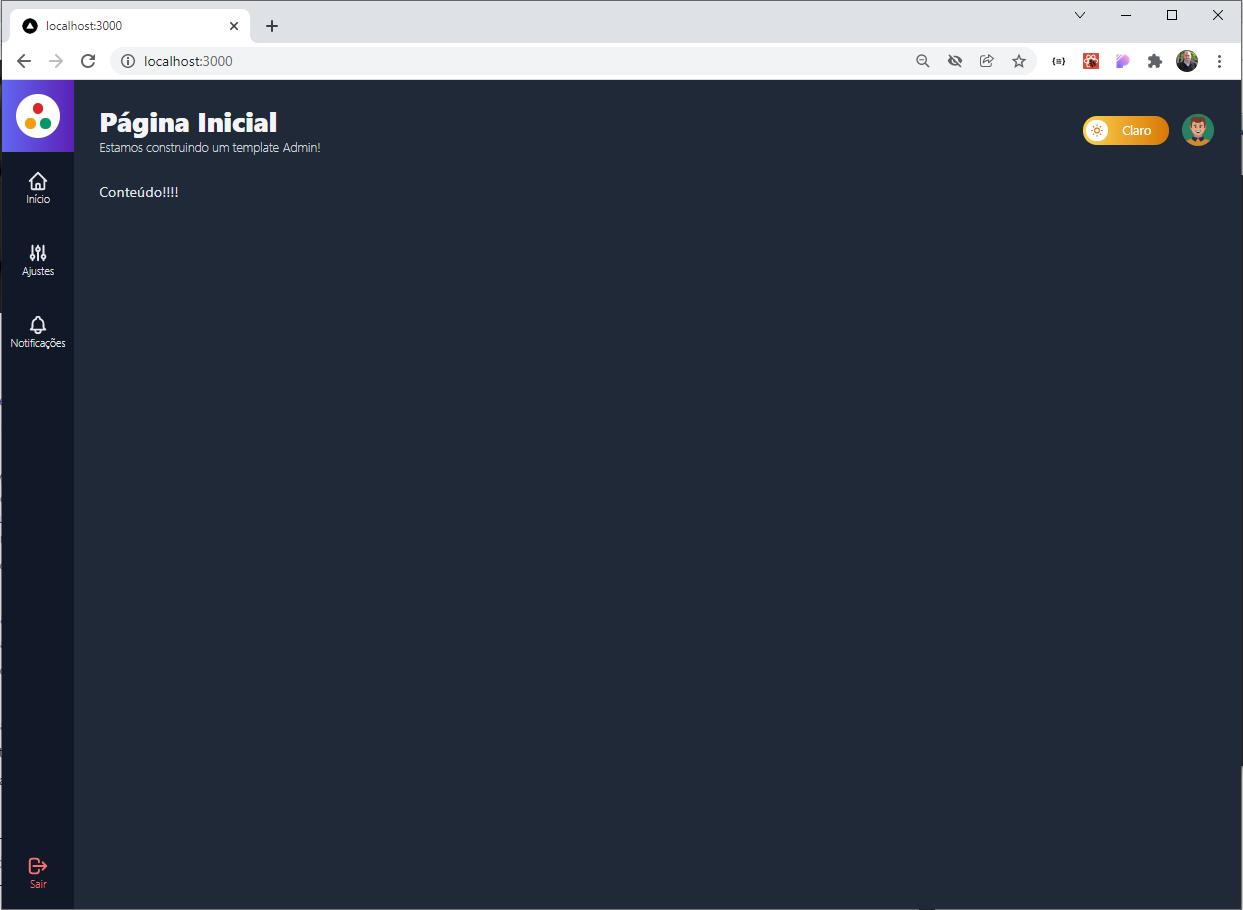 localhost:3000
localhost:3000
Página Inicial
Estamos construindo um template Admin!
Claro
Conteúdo!!!!
Início
Ajustes
Notificações
Sair